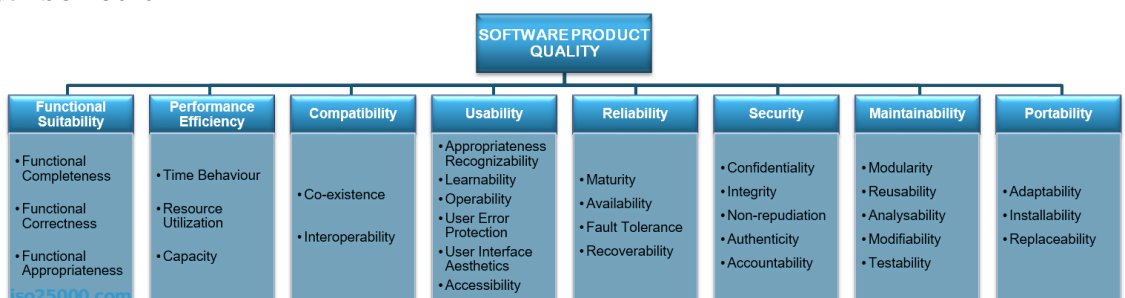 SOFTWARE PRODUCT
QUALITY
Functional
Suitability
• Functional
Completeness
• Functional
Correctness
• Functional
Appropriateness
Performance
Efficiency
• Time Behaviour
• Resource
Utilization
• Capacity
Compatibility
• Co-existence
• Interoperability
Usability
• Appropriateness
Recognizability
• Learnability
• Operability
• User Error
Protection
• User Interface
Aesthetics
• Accessibility
Reliability
• Maturity
• Availability
• Fault Tolerance
• Recoverability
Security
• Confidentiality
• Integrity
• Non-repudiation
• Authenticity
• Accountability
Maintainability
• Modularity
• Reusability
• Analysability
• Modifiability
• Testability
Portability
• Adaptability
• Installability
• Replaceability
iso25000.com